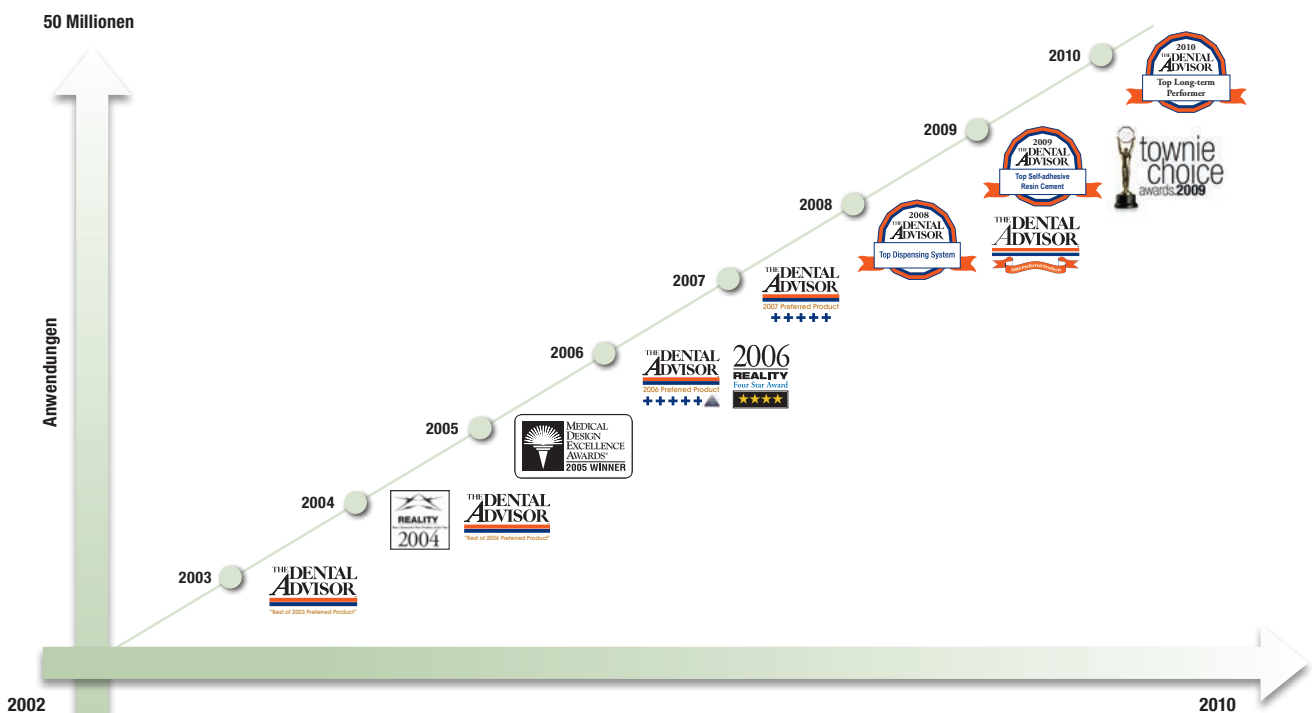 50 Millionen
2010
2010
THE DENTAL
ADVISOR
Top Long-term
Performer
2009
2009
THE DENTAL
ADVISOR
Top Self-adhesive
Resin Cement
townie
choice
awards.2009
2008
2008
THE DENTAL
ADVISOR
Top Dispensing System
THE DENTAL
ADVISOR
2007
THE DENTAL
ADVISOR
2007 Preferred Product
+++++
Anwendungen
2006
THE DENTAL
ADVISOR
2006 Preferred Product
+++++
2006
REALITY
Four Star Award
2005
MEDICAL
DESIGN
EXCELLENCE
AWARDS®
2005 WINNER
2004
REALITY
2004
THE DENTAL
ADVISOR
"Best of 2004 Preferred Product"
2003
THE DENTAL
ADVISOR
"Best of 2003 Preferred Product"
2002
2010